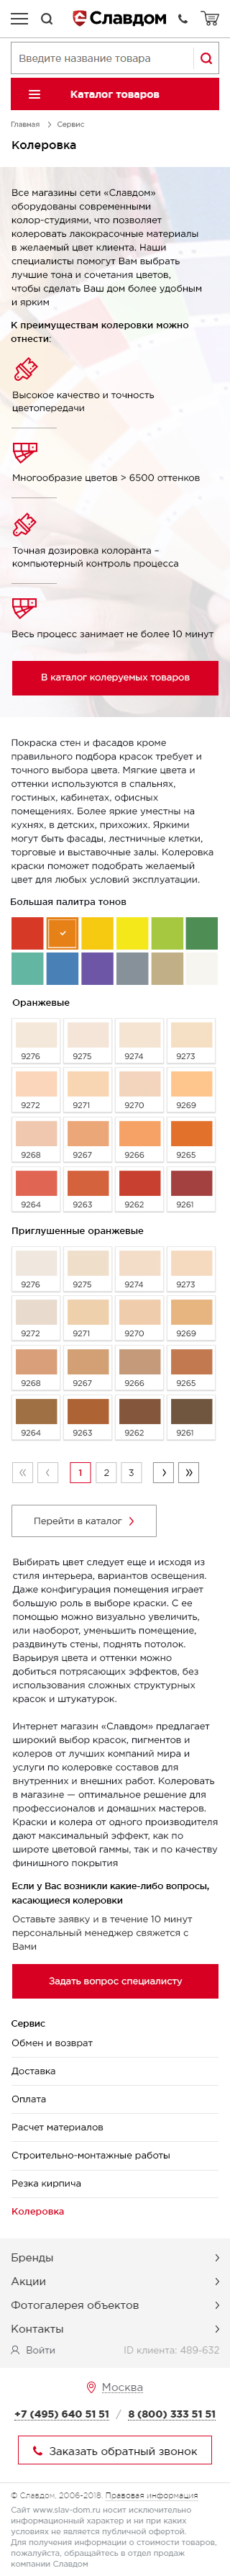 Славдом
Введите название товара
Каталог товаров
Главная > Сервис
Колеровка
Все магазины сети «Славдом»
оборудованы современными
колор-студиями, что позволяет
колеровать лакокрасочные материалы
в желаемый цвет клиента. Наши
специалисты помогут Вам выбрать
лучшие тона и сочетания цветов,
чтобы сделать Ваш дом более удобным
и ярким
К преимуществам колеровки можно
отнести:
Высокое качество и точность
цветопередачи
Многообразие цветов > 6500 оттенков
Точная дозировка колоранта –
компьютерный контроль процесса
Весь процесс занимает не более 10 минут
В каталог колеруемых товаров
Покраска стен и фасадов кроме
правильного подбора красок требует и
точного выбора цвета. Мягкие цвета и
оттенки используются в спальнях,
гостиных, кабинетах, офисных
помещениях. Более яркие уместны на
кухнях, в детских, прихожих. Яркими
могут быть фасады, лестничные клетки,
торговые и выставочные залы. Колеровка
краски поможет подобрать желаемый
цвет для любых условий эксплуатации.
Большая палитра тонов
Оранжевые
9276 9275 9274 9273
9272 9271 9270 9269
9268 9267 9266 9265
9264 9263 9262 9261
Приглушенные оранжевые
9276 9275 9274 9273
9272 9271 9270 9269
9268 9267 9266 9265
9264 9263 9262 9261
« ‹ 1 2 3 › »
Перейти в каталог >
Выбирать цвет следует еще и исходя из
стиля интерьера, вариантов освещения.
Даже конфигурация помещения играет
большую роль в выборе краски. С ее
помощью можно визуально увеличить,
или наоборот, уменьшить помещение,
раздвинуть стены, поднять потолок.
Варьируя цвета и оттенки можно
добиться потрясающих эффектов, без
использования сложных структурных
красок и штукатурок.
Интернет магазин «Славдом» предлагает
широкий выбор красок, пигментов и
колеров от лучших компаний мира и
услуги по колеровке составов для
внутренних и внешних работ. Колеровать
в магазине — оптимальное решение для
профессионалов и домашних мастеров.
Краски и колера от одного производителя
дают максимальный эффект, как по
широте цветовой гаммы, так и по качеству
финишного покрытия
Если у Вас возникли какие-либо вопросы,
касающиеся колеровки
Оставьте заявку и в течение 10 минут
персональный менеджер свяжется с
Вами
Задать вопрос специалисту
Сервис
Обмен и возврат
Доставка
Оплата
Расчет материалов
Строительно-монтажные работы
Резка кирпича
Колеровка
Бренды
Акции
Фотогалерея объектов
Контакты
Войти ID клиента: 489-632
Москва
+7 (495) 640 51 51 / 8 (800) 333 51 51
Заказать обратный звонок
© Славдом, 2006-2018. Правовая информация
Сайт www.slav-dom.ru носит исключительно
информационный характер и ни при каких
условиях не является публичной офертой.
Для получения информации о стоимости товаров,
пожалуйста, обращайтесь в отдел продаж
компании Славдом